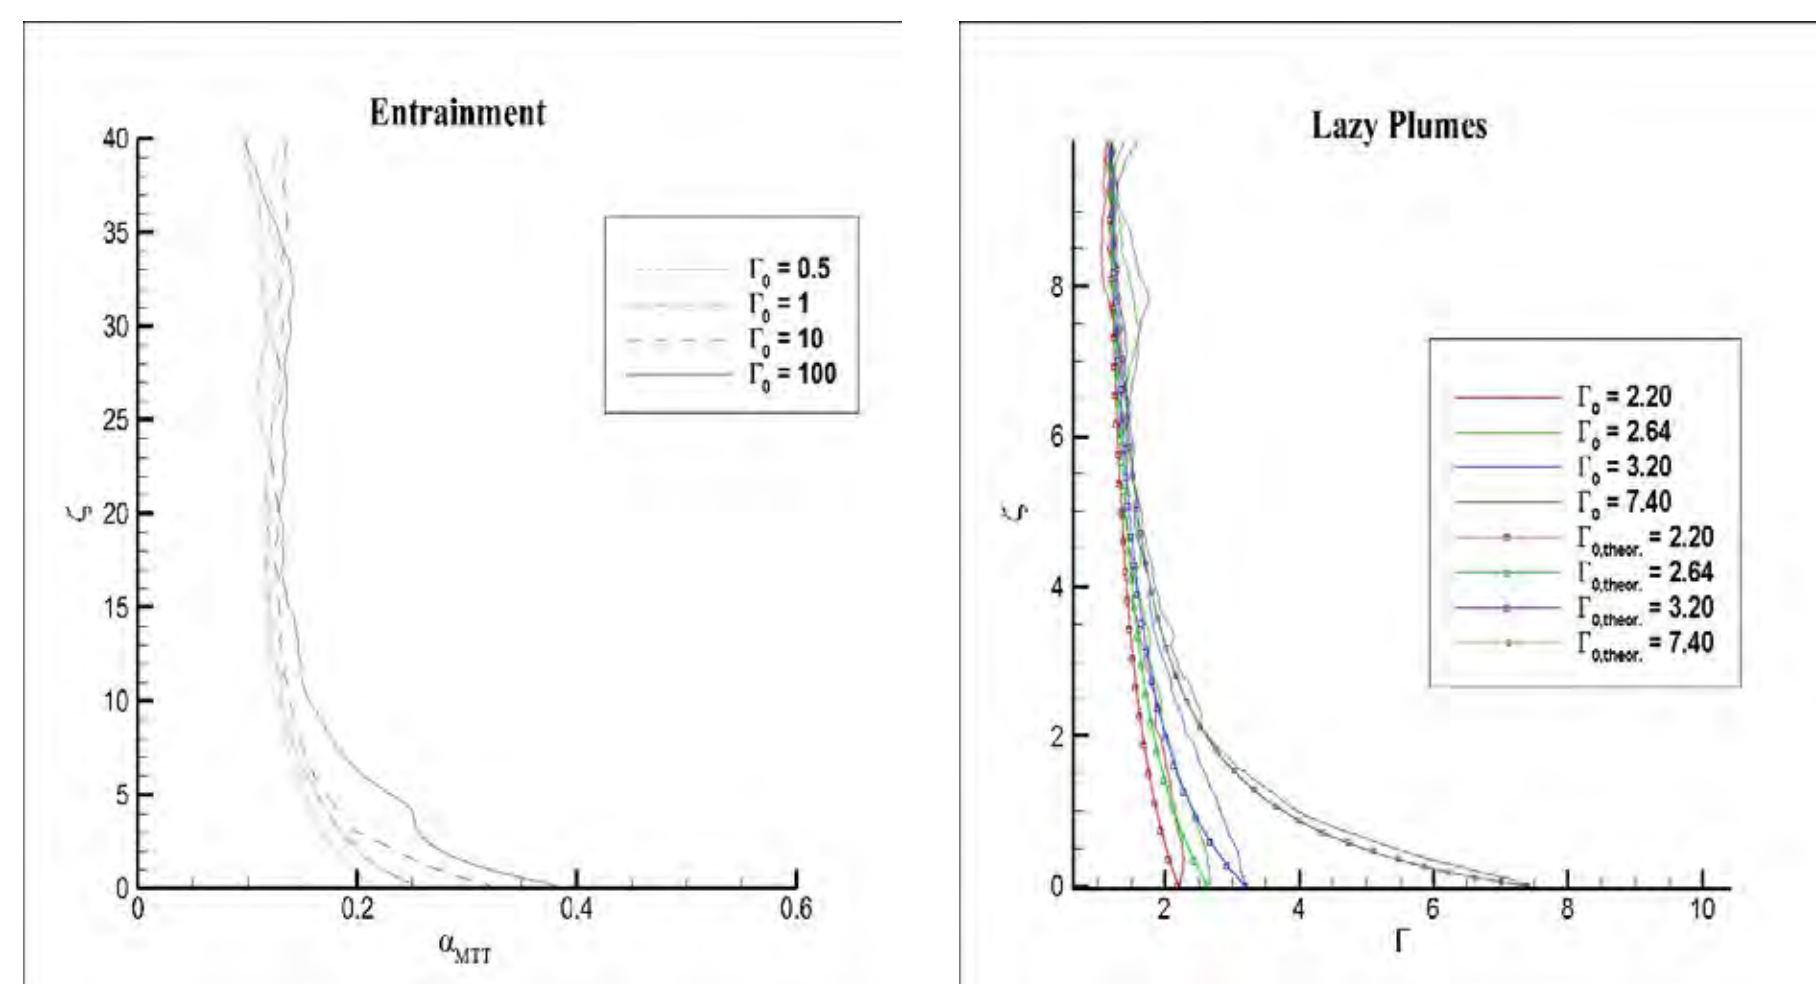 Entrainment
40
35
30
25
20
15
10
5
0
ζ
0
0.2
0.4
0.6
α_MTT
Γ₀ = 0.5
Γ₀ = 1
Γ₀ = 10
Γ₀ = 100
Lazy Plumes
8
6
4
2
0
ζ
2
4
6
8
10
Γ
Γ₀ = 2.20
Γ₀ = 2.64
Γ₀ = 3.20
Γ₀ = 7.40
Γ₀,theor. = 2.20
Γ₀,theor. = 2.64
Γ₀,theor. = 3.20
Γ₀,theor. = 7.40